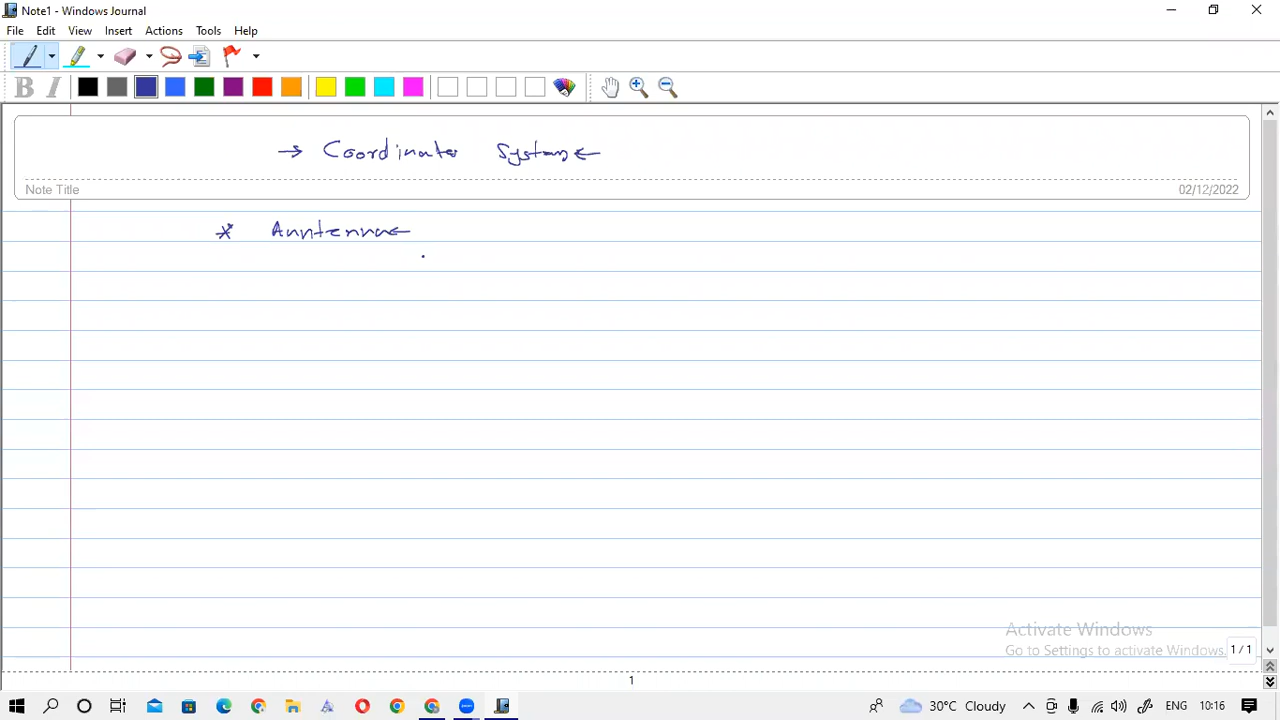 Note1 - Windows Journal
File Edit View Insert Actions Tools Help
B I
→ Coordinate System ←
Note Title 02/12/2022
* Anntenna ←
Activate Windows
Go to Settings to activate Windows. 1 / 1
1
30°C Cloudy ENG 10:16